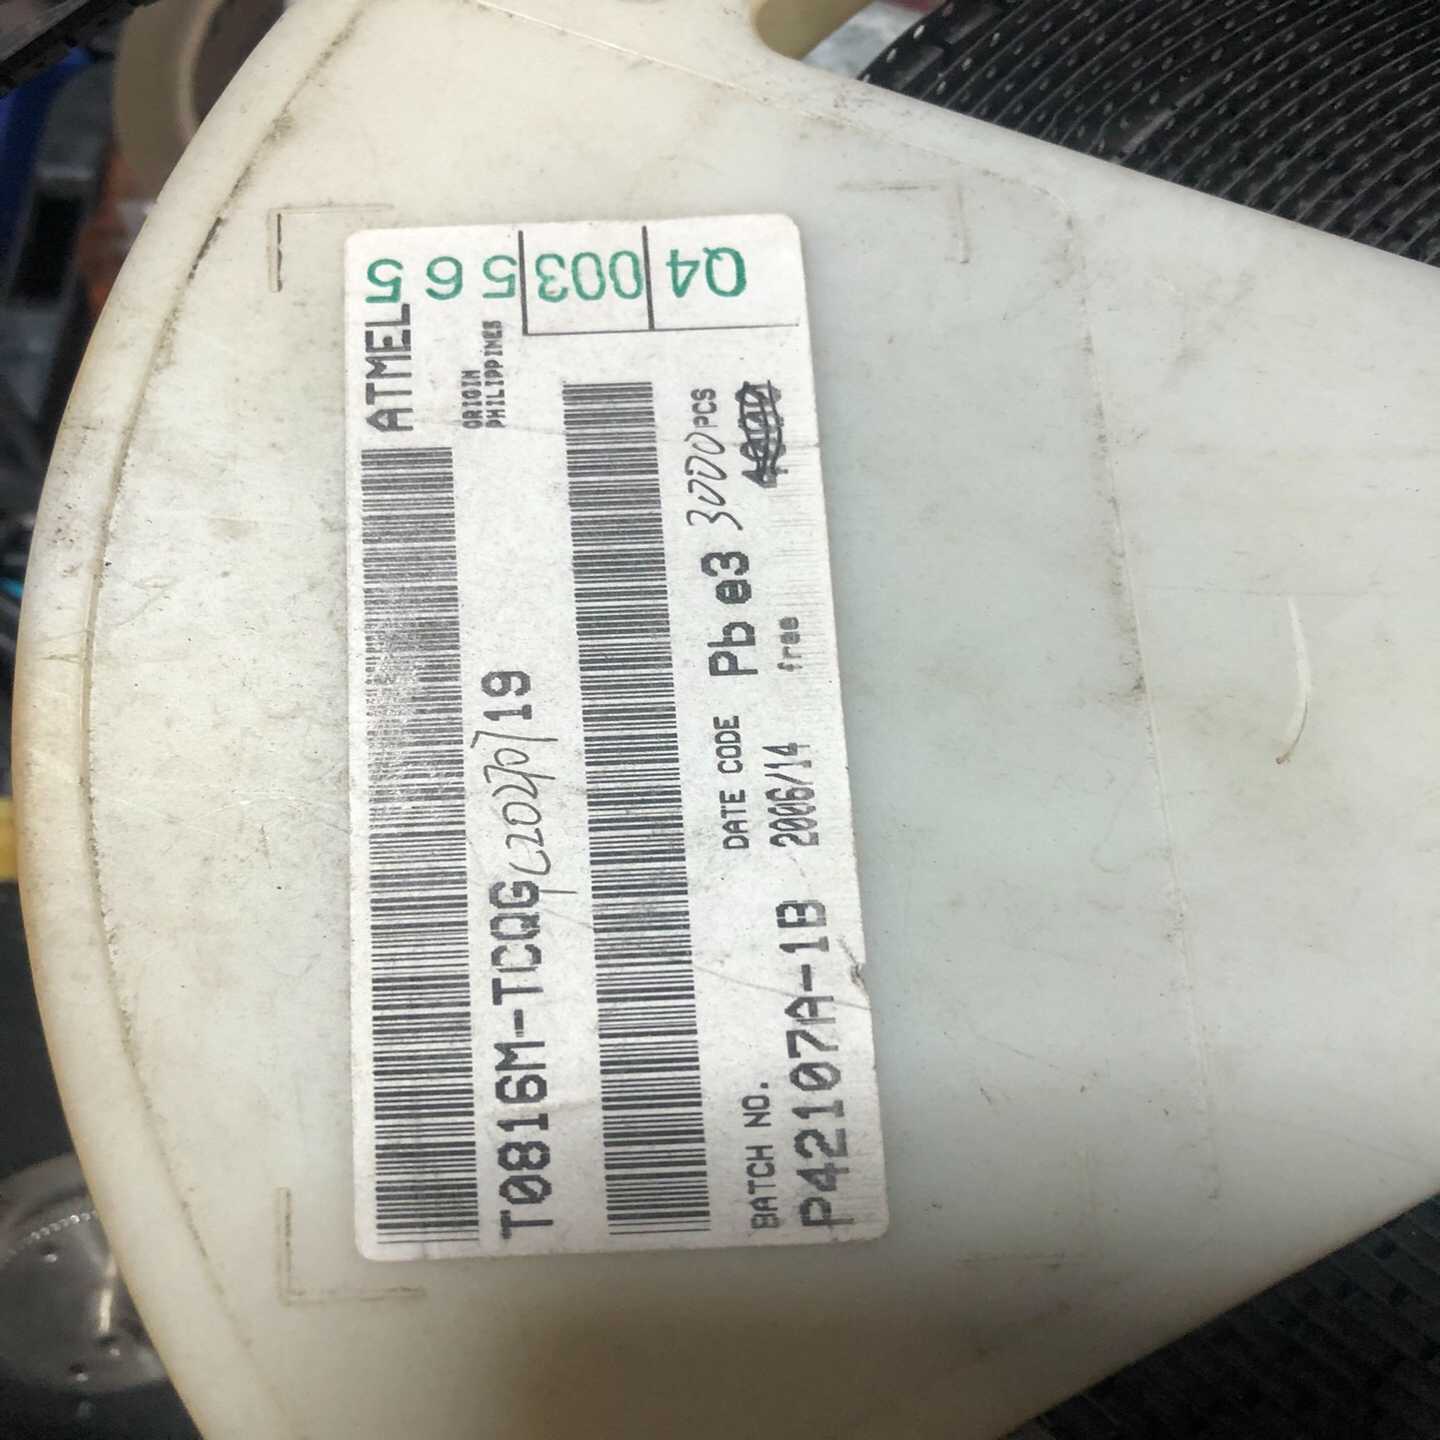 ATMEL
ORIGIN
PHILIPPINES
T0816M-TCQG
19
3000 PCS
Pb e3
free
DATE CODE
2006/14
BATCH NO.
P42107A-1B
Q4 003 5 6 5